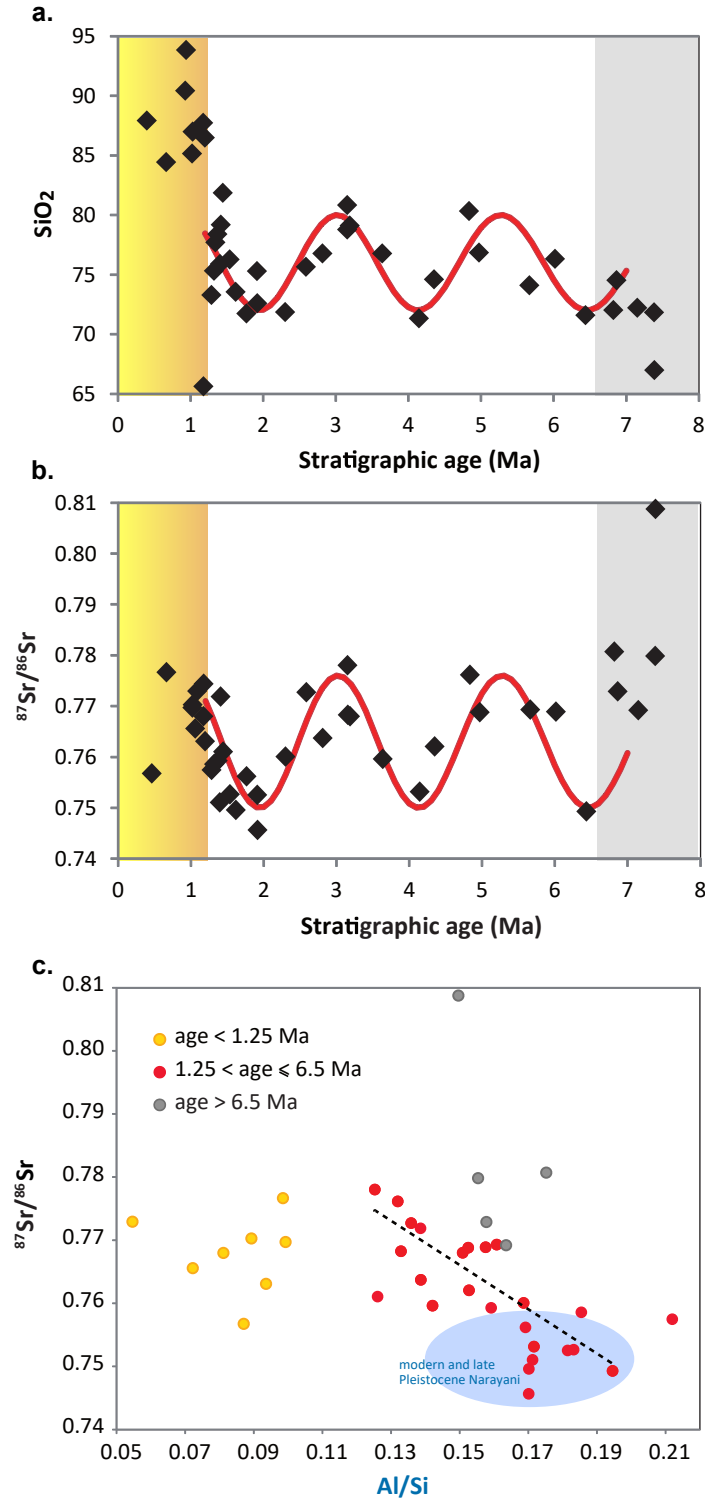 a.
95
90
85
80
75
70
65
SiO₂
0 1 2 3 4 5 6 7 8
Stratigraphic age (Ma)
b.
0.81
0.80
0.79
0.78
0.77
0.76
0.75
0.74
⁸⁷Sr/⁸⁶Sr
0 1 2 3 4 5 6 7 8
Stratigraphic age (Ma)
c.
0.81
0.80
0.79
0.78
0.77
0.76
0.75
0.74
⁸⁷Sr/⁸⁶Sr
age < 1.25 Ma
1.25 < age ⩽ 6.5 Ma
age > 6.5 Ma
modern and late
Pleistocene Narayani
0.05 0.07 0.09 0.11 0.13 0.15 0.17 0.19 0.21
Al/Si